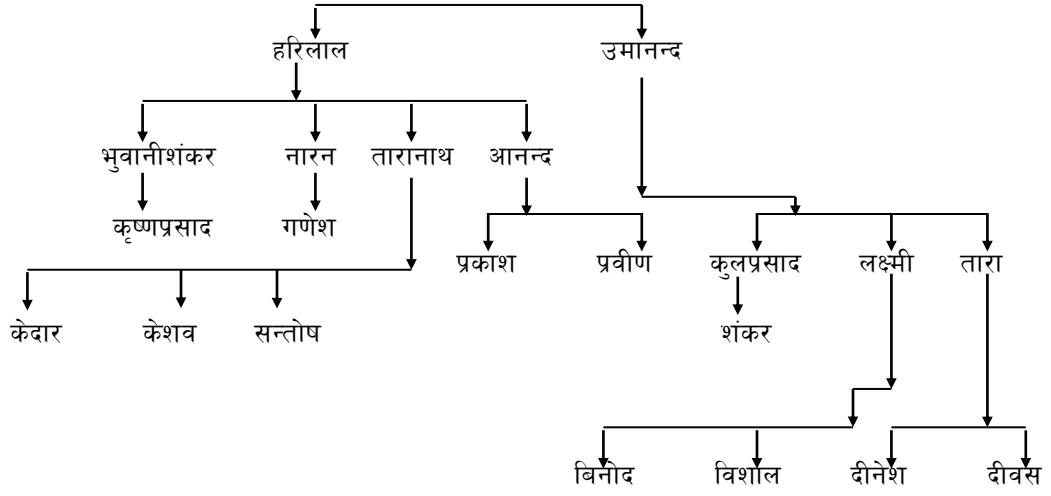 हरिलाल उमानन्द
भुवानीशंकर नारन तारानाथ आनन्द
कृष्णप्रसाद गणेश
प्रकाश प्रवीण कुलप्रसाद लक्ष्मी तारा
केदार केशव सन्तोष शंकर
बिनोद विशाल दीनेश दीवस